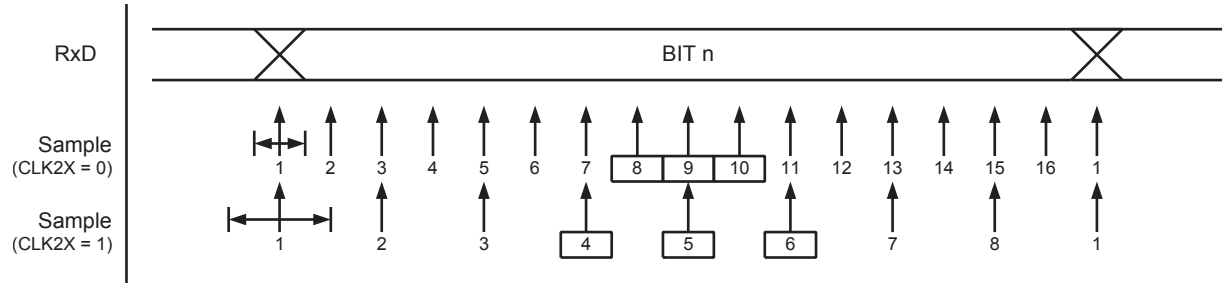 RxD BIT n
Sample
(CLK2X = 0) 1 2 3 4 5 6 7 8 9 10 11 12 13 14 15 16 1
Sample
(CLK2X = 1) 1 2 3 4 5 6 7 8 1